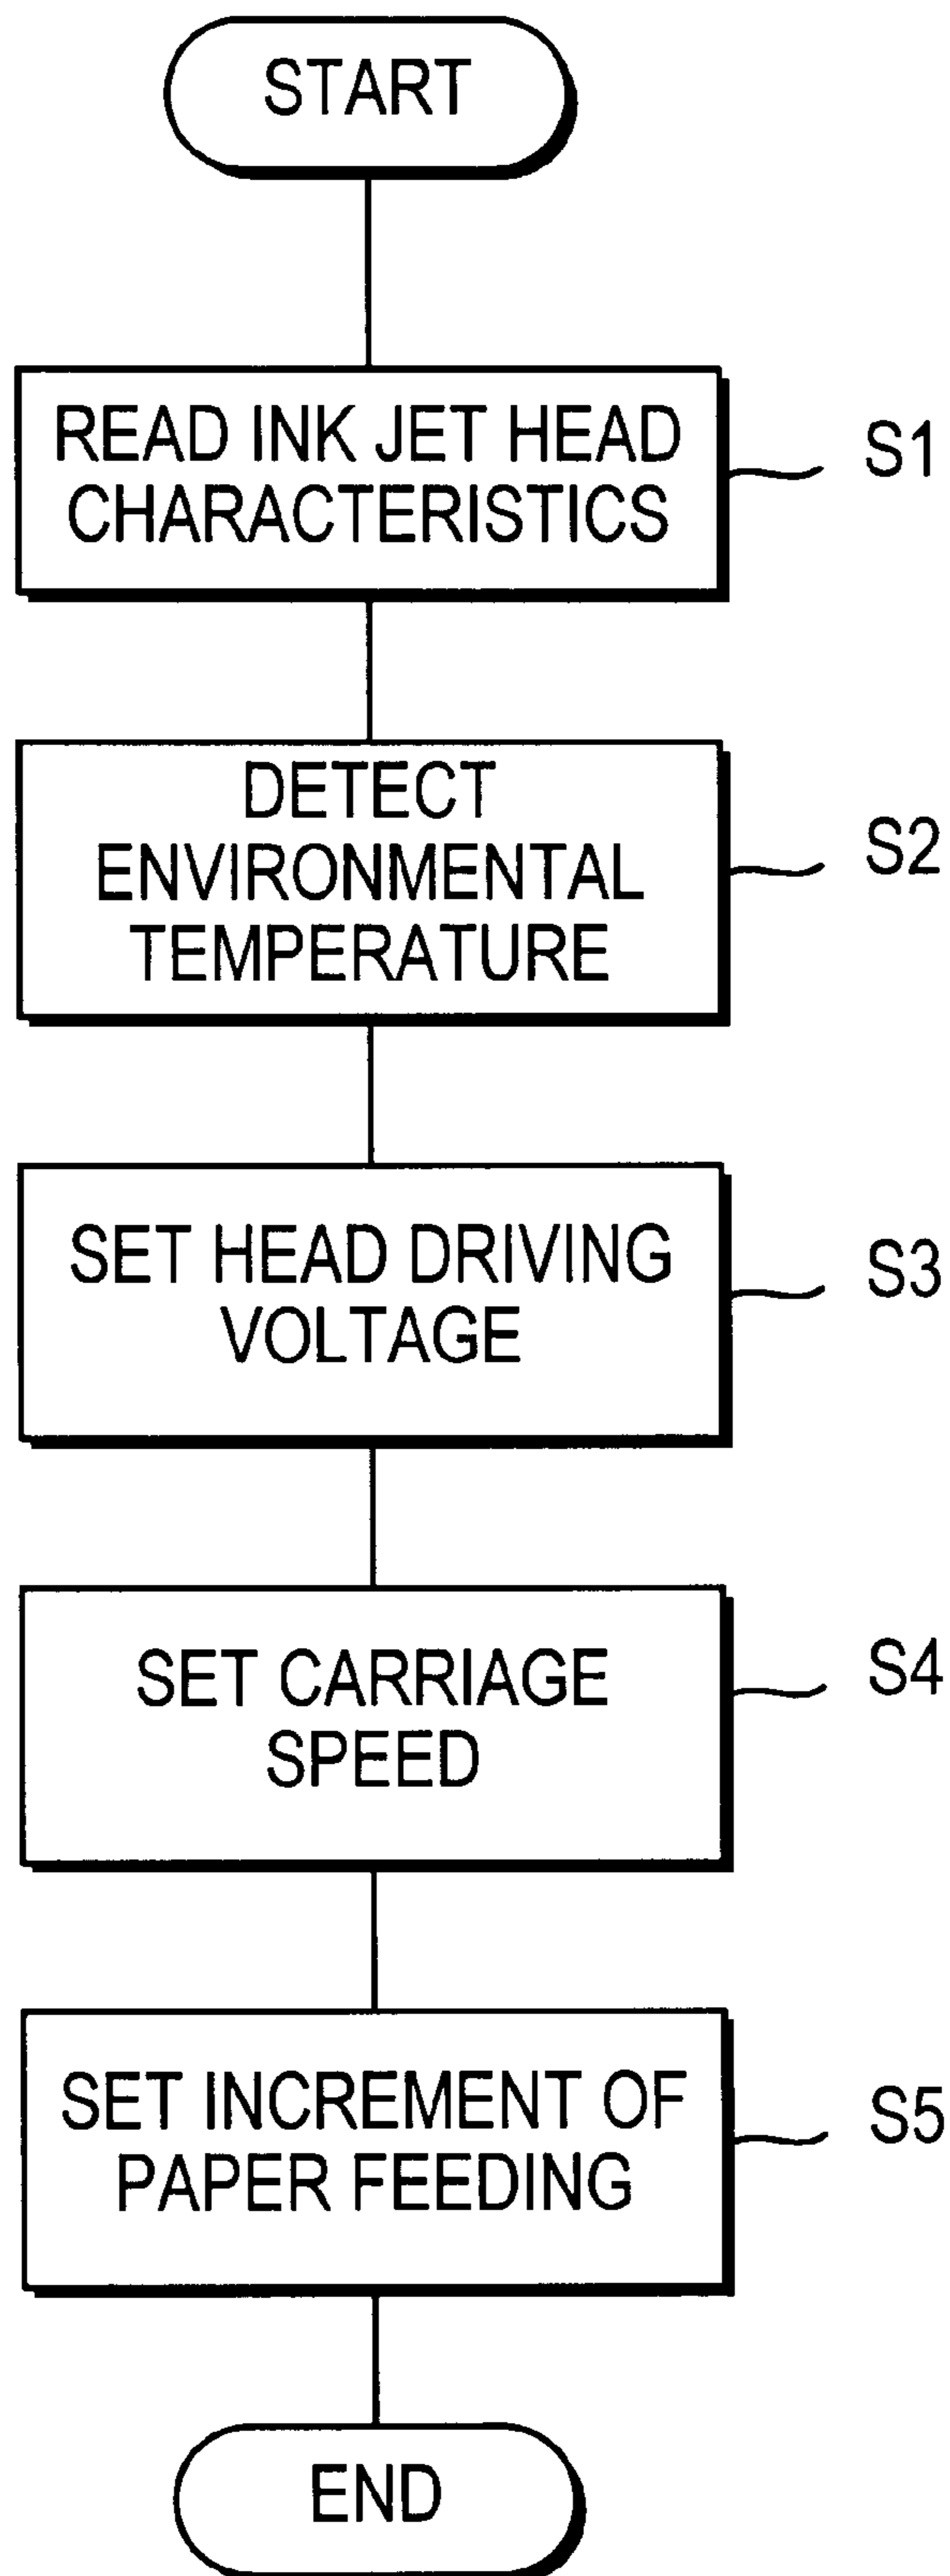 START
READ INK JET HEAD
CHARACTERISTICS
S1
DETECT
ENVIRONMENTAL
TEMPERATURE
S2
SET HEAD DRIVING
VOLTAGE
S3
SET CARRIAGE
SPEED
S4
SET INCREMENT OF
PAPER FEEDING
S5
END